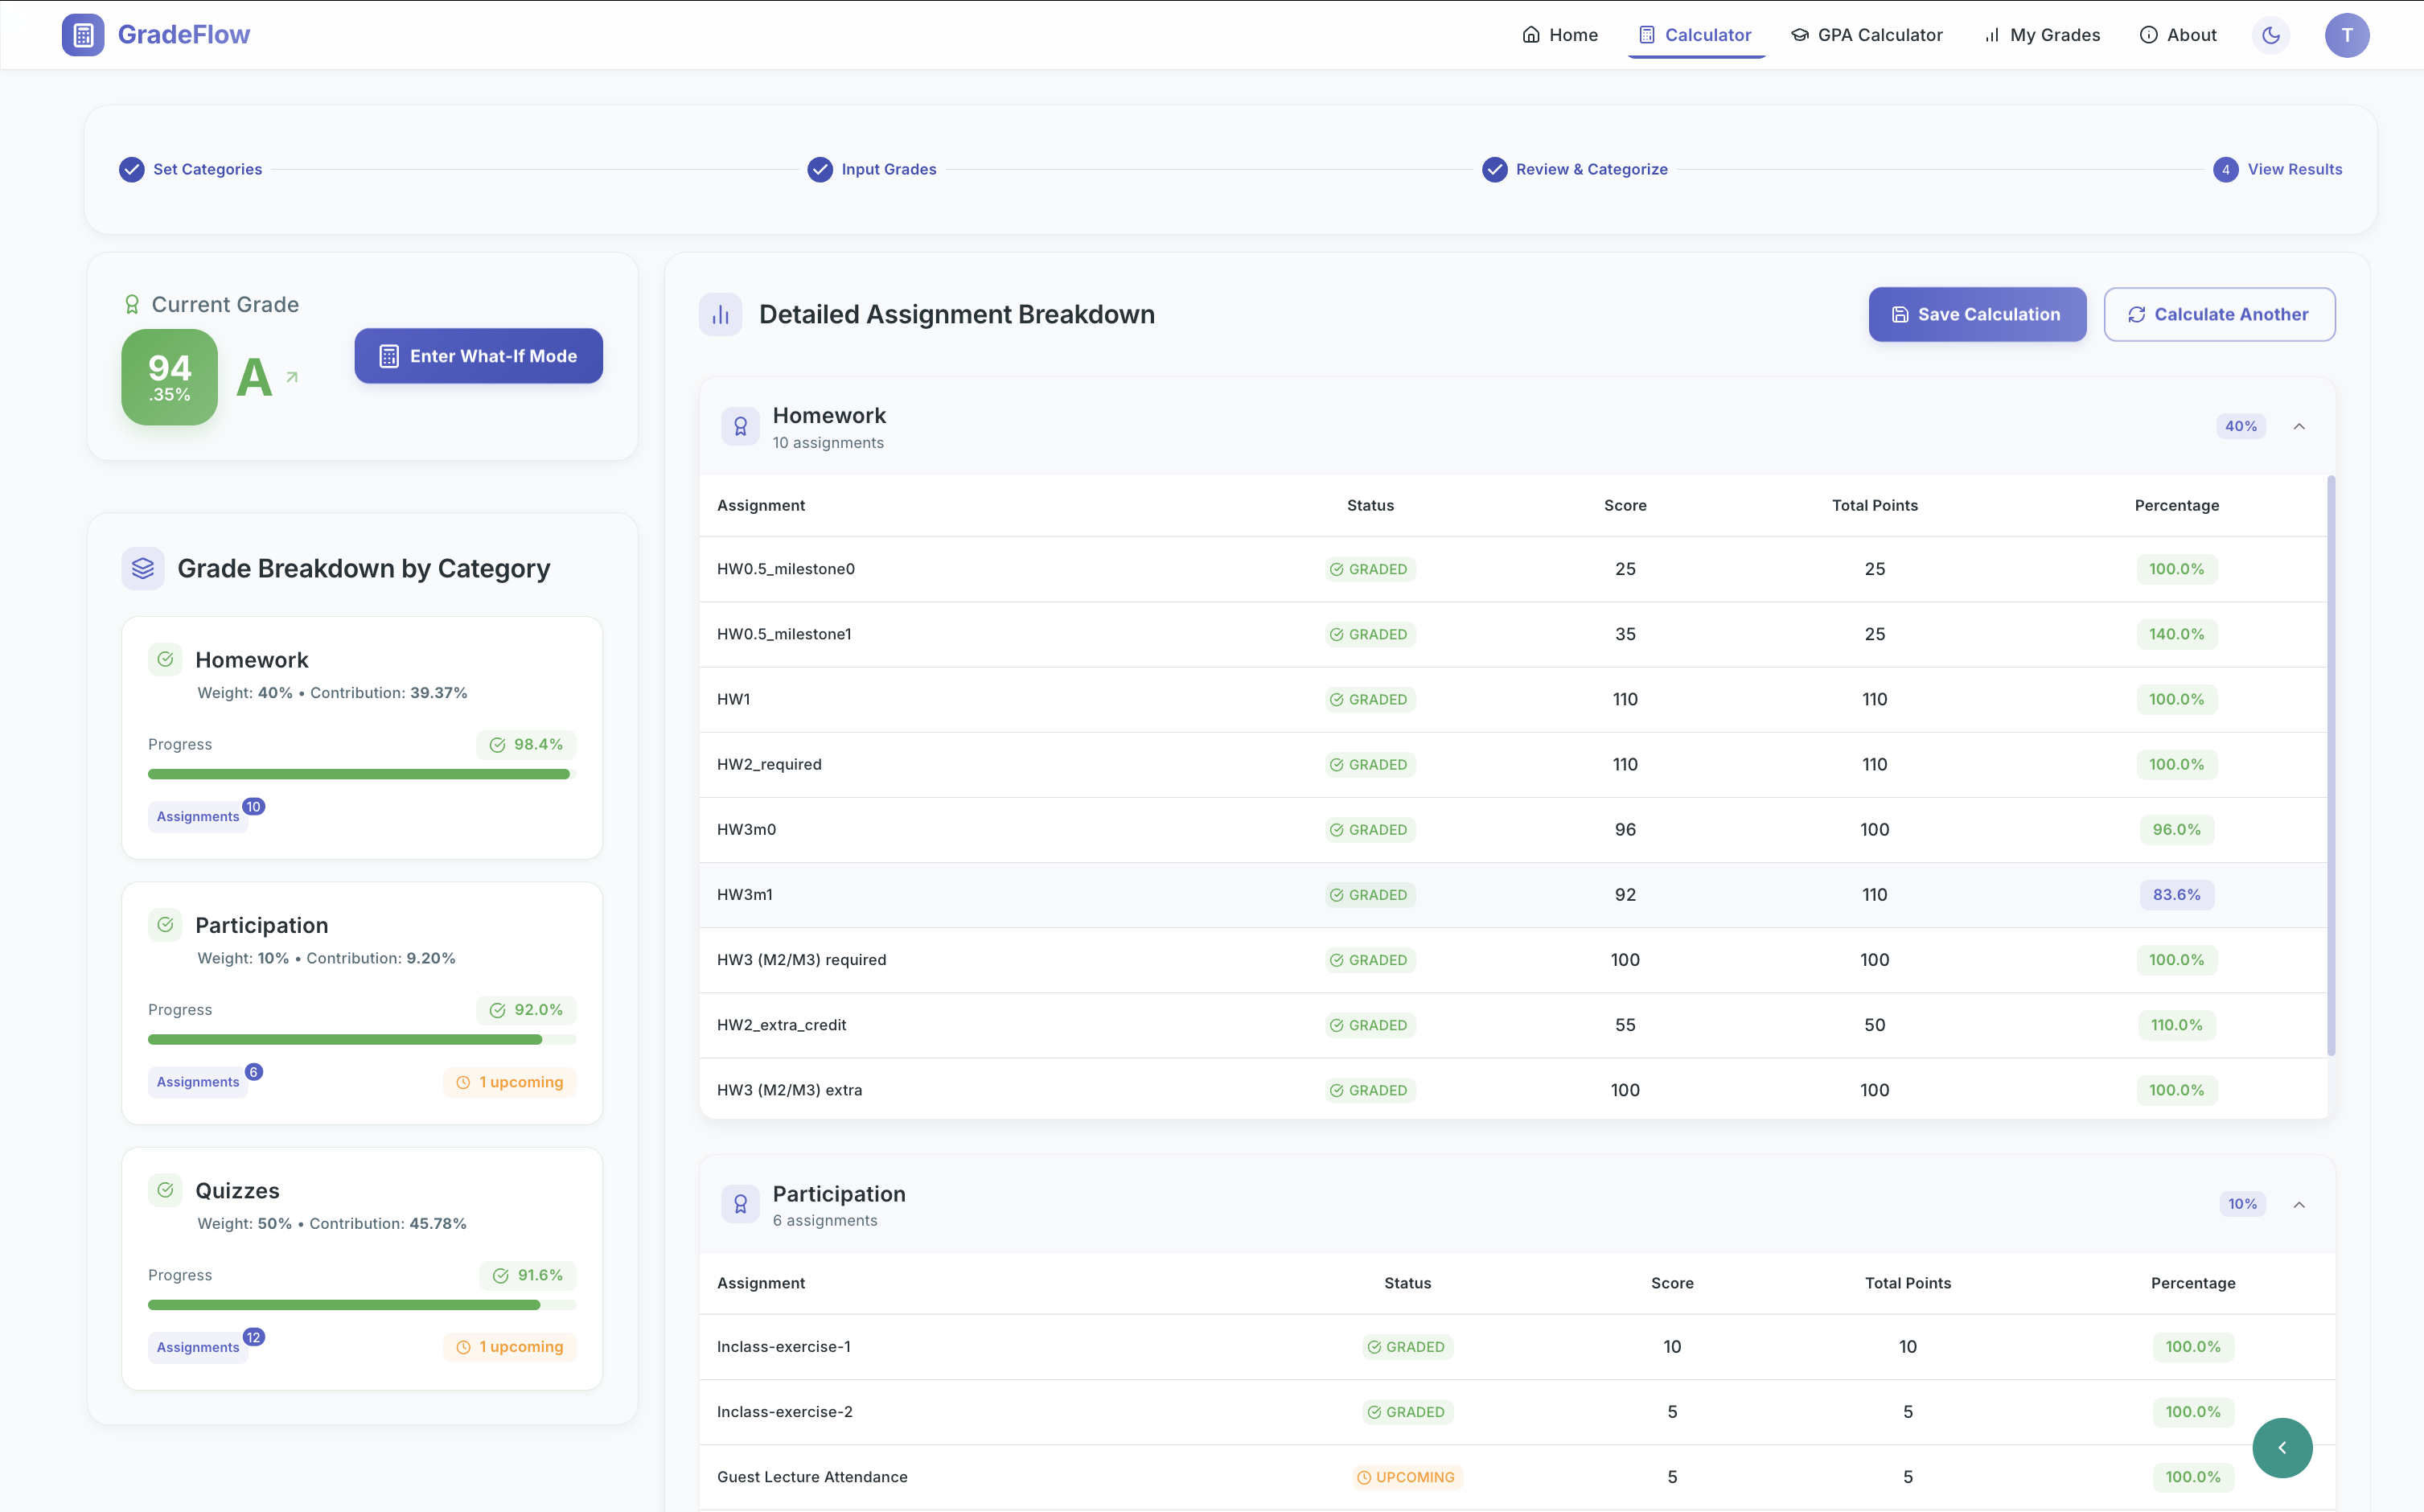 GradeFlow
Home
Calculator
GPA Calculator
My Grades
About
T
Set Categories
Input Grades
Review & Categorize
4 View Results
Current Grade
94
.35%
A
Enter What-If Mode
Grade Breakdown by Category
Homework
Weight: 40% • Contribution: 39.37%
Progress 98.4%
Assignments 10
Participation
Weight: 10% • Contribution: 9.20%
Progress 92.0%
Assignments 6 1 upcoming
Quizzes
Weight: 50% • Contribution: 45.78%
Progress 91.6%
Assignments 12 1 upcoming
Detailed Assignment Breakdown
Save Calculation
Calculate Another
Homework
10 assignments
40%
Assignment Status Score Total Points Percentage
HW0.5_milestone0 GRADED 25 25 100.0%
HW0.5_milestone1 GRADED 35 25 140.0%
HW1 GRADED 110 110 100.0%
HW2_required GRADED 110 110 100.0%
HW3m0 GRADED 96 100 96.0%
HW3m1 GRADED 92 110 83.6%
HW3 (M2/M3) required GRADED 100 100 100.0%
HW2_extra_credit GRADED 55 50 110.0%
HW3 (M2/M3) extra GRADED 100 100 100.0%
Participation
6 assignments
10%
Assignment Status Score Total Points Percentage
Inclass-exercise-1 GRADED 10 10 100.0%
Inclass-exercise-2 GRADED 5 5 100.0%
Guest Lecture Attendance UPCOMING 5 5 100.0%